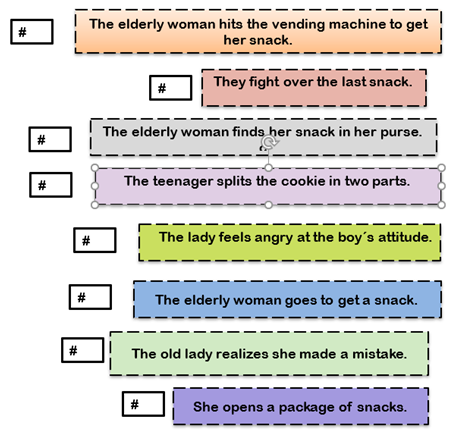 # The elderly woman hits the vending machine to get
her snack.
# They fight over the last snack.
# The elderly woman finds her snack in her purse.
# The teenager splits the cookie in two parts.
# The lady feels angry at the boy´s attitude.
# The elderly woman goes to get a snack.
# The old lady realizes she made a mistake.
# She opens a package of snacks.